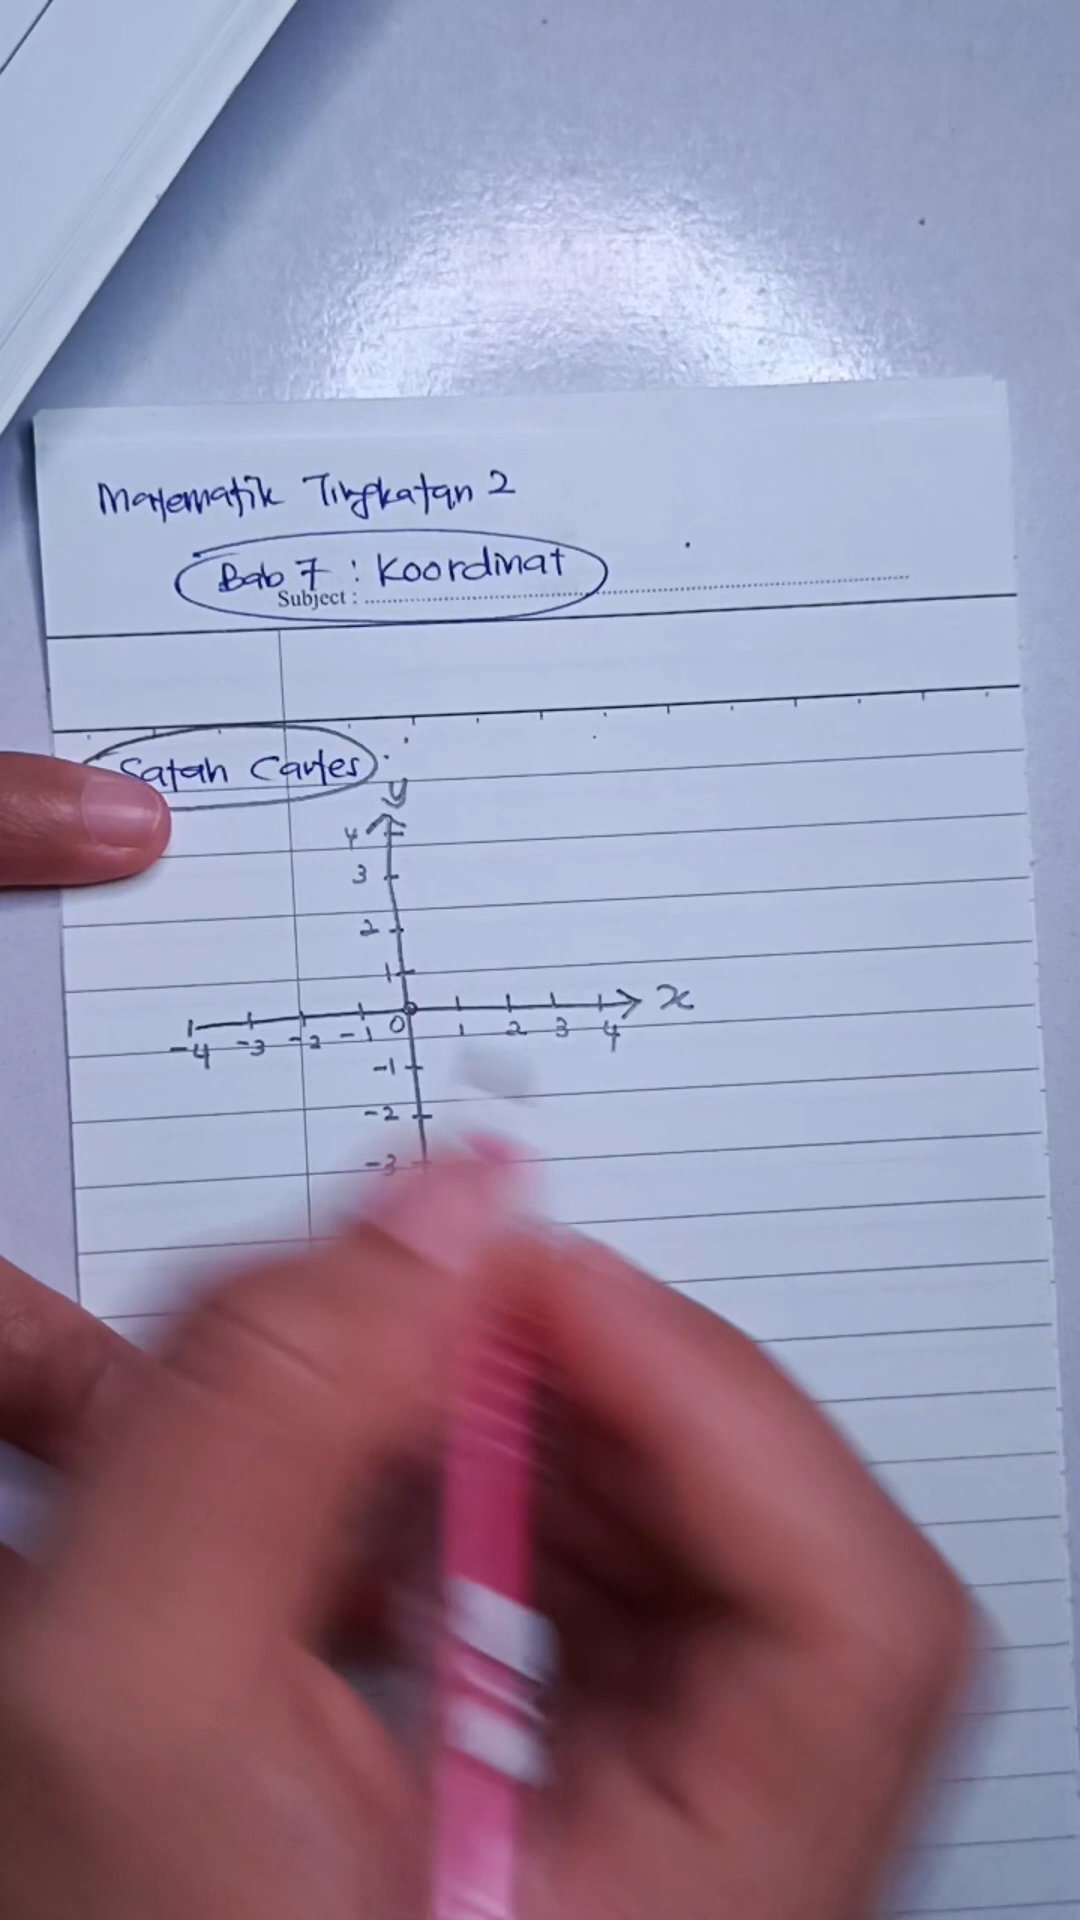 Matematik Tingkatan 2
Bab 7 : Koordinat
Subject :
Satah Cartes
y
4
3
2
1
x
-4 -3 -2 -1 0 1 2 3 4
-1
-2
-3